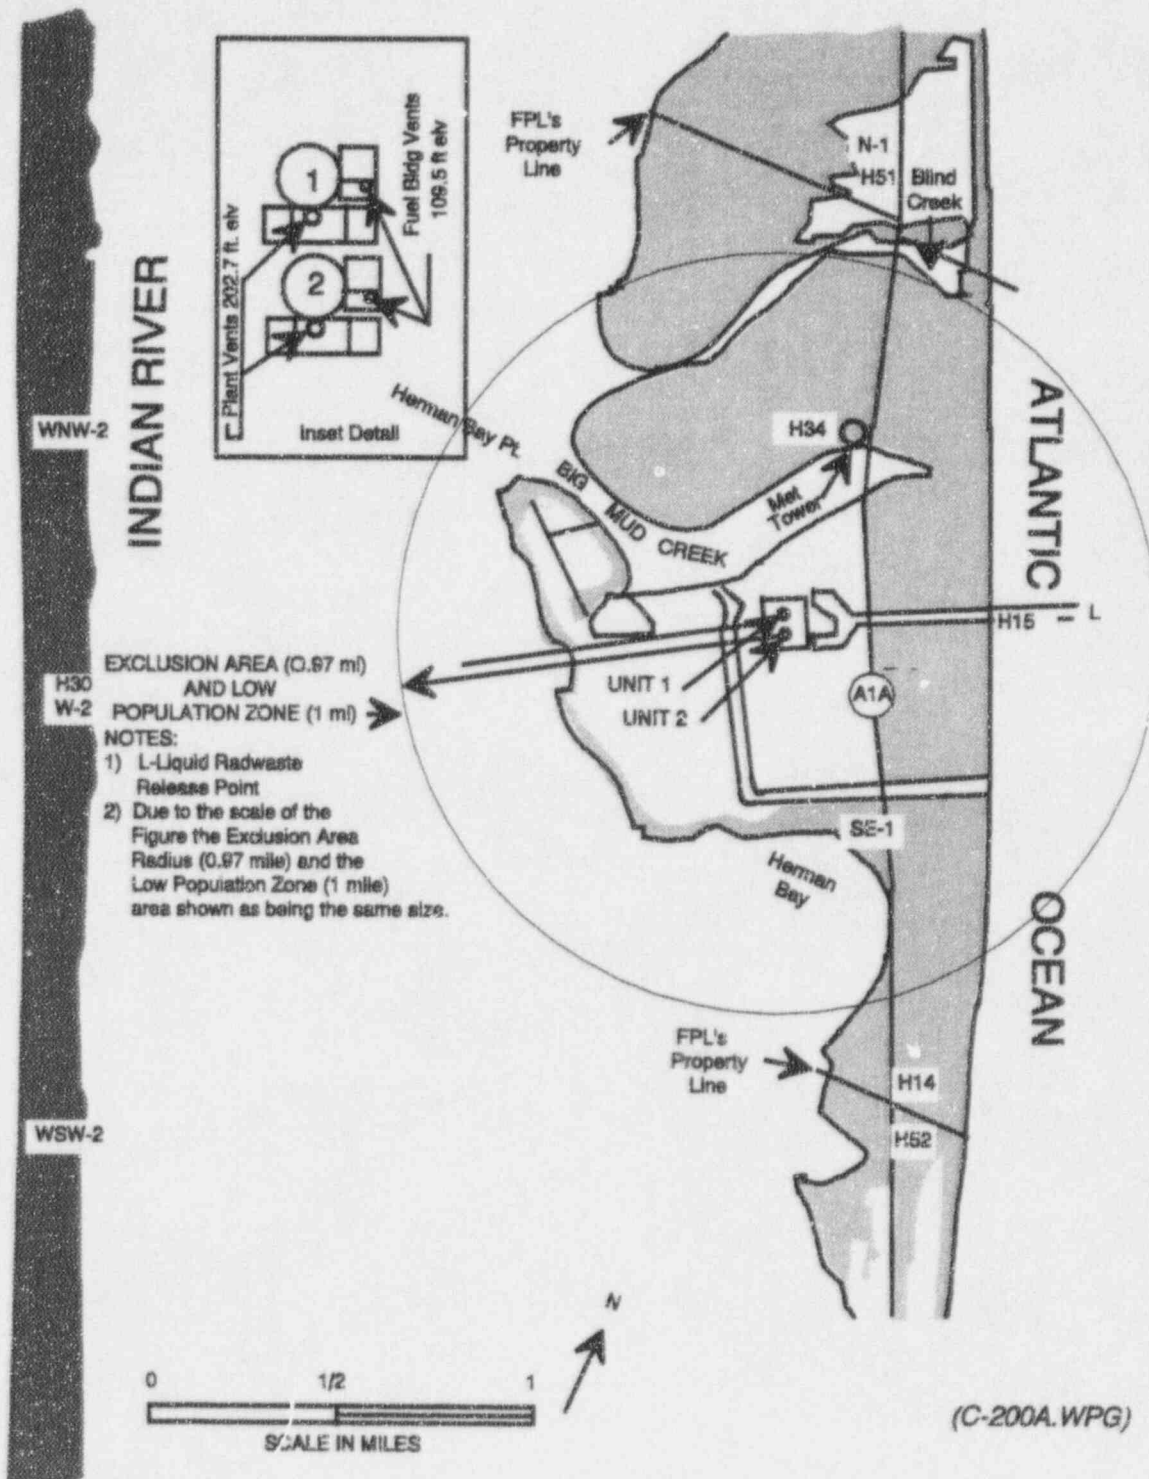 Plant Vents 202.7 ft. elv
1
2
Fuel Bldg Vents
109.5 ft elv
Inset Detail
FPL's
Property
Line
N-1
H51
Blind
Creek
INDIAN RIVER
WNW-2
Herman Bay Pt.
BIG
MUD
CREEK
H34
Met
Tower
ATLANTIC
OCEAN
L
H15
EXCLUSION AREA (0.97 mi)
AND LOW
POPULATION ZONE (1 mi)
H30
W-2
UNIT 1
UNIT 2
A1A
NOTES:
1) L-Liquid Radwaste
Release Point
2) Due to the scale of the
Figure the Exclusion Area
Radius (0.97 mile) and the
Low Population Zone (1 mile)
area shown as being the same size.
SE-1
Herman
Bay
FPL's
Property
Line
H14
H52
WSW-2
N
0 1/2 1
SCALE IN MILES
(C-200A.WPG)